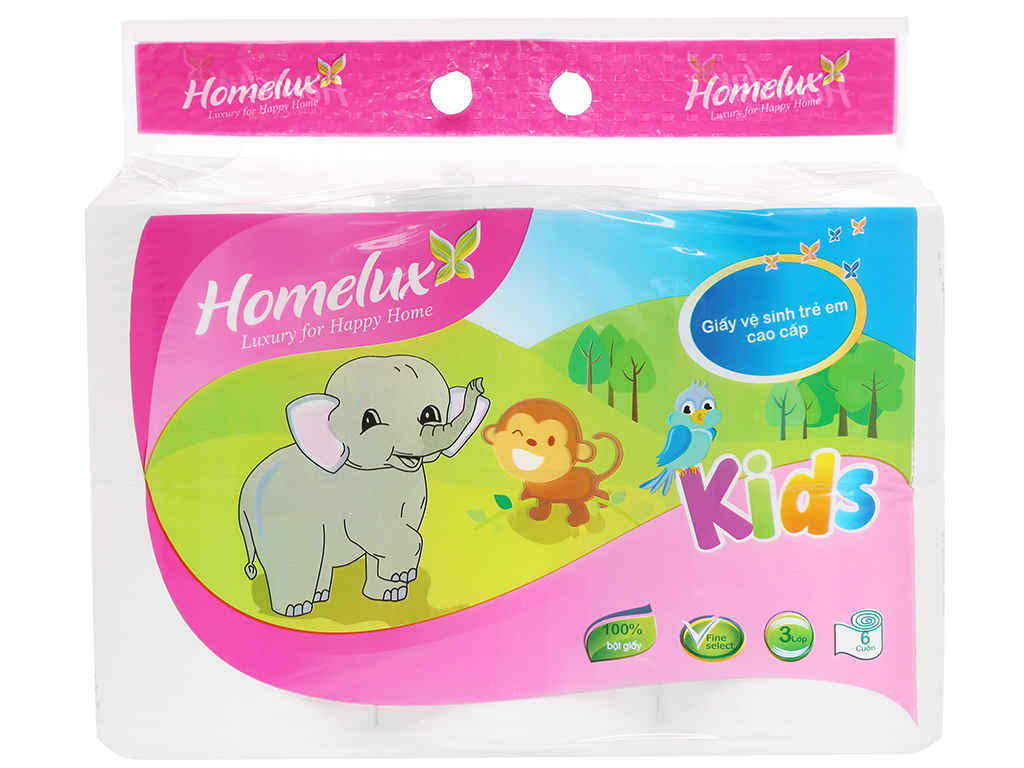 Homelux
Luxury for Happy Home
Homelux
Luxury for Happy Home
Homelux
Luxury for Happy Home
Giấy vệ sinh trẻ em
cao cấp
Kids
100%
bột giấy
Fine
select
3 Lớp
6
Cuộn